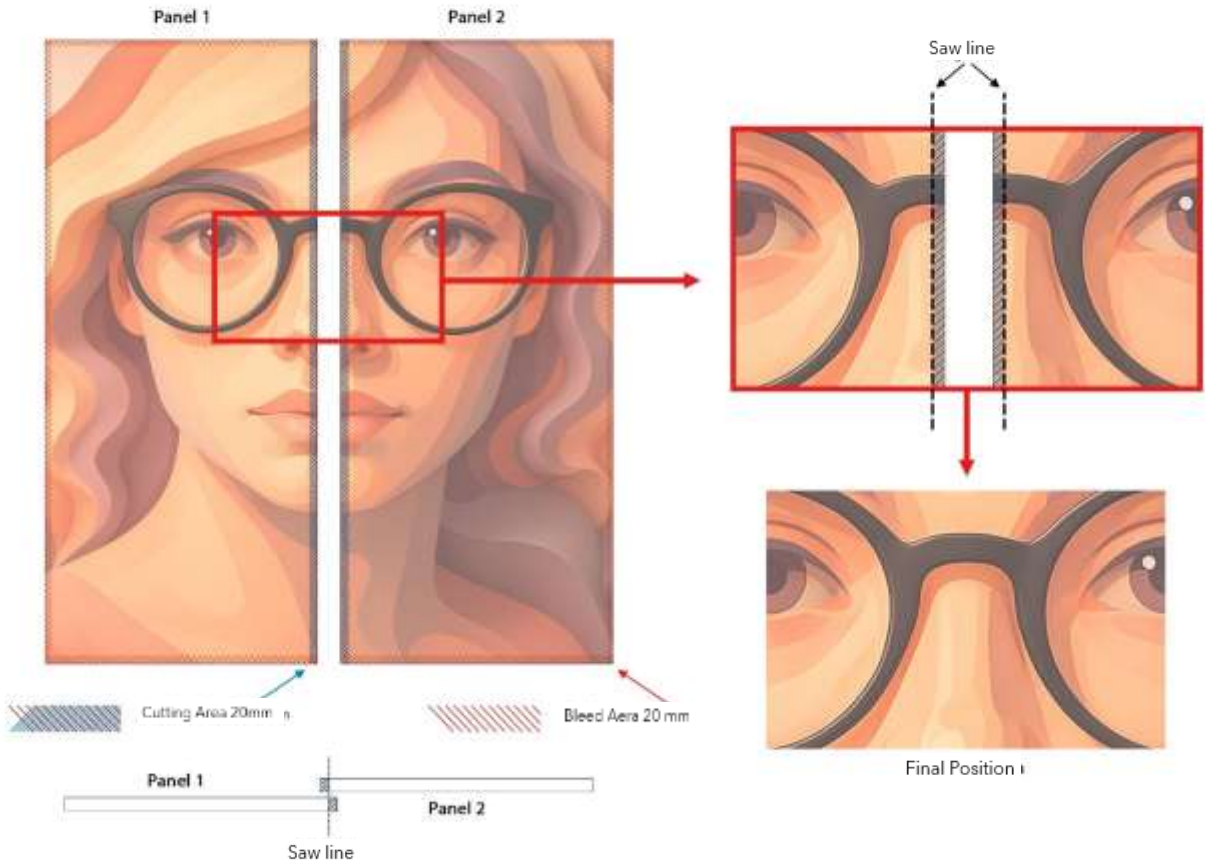 Panel 1
Panel 2
Saw line
Cutting Area 20mm
Bleed Aera 20 mm
Panel 1
Panel 2
Saw line
Final Position